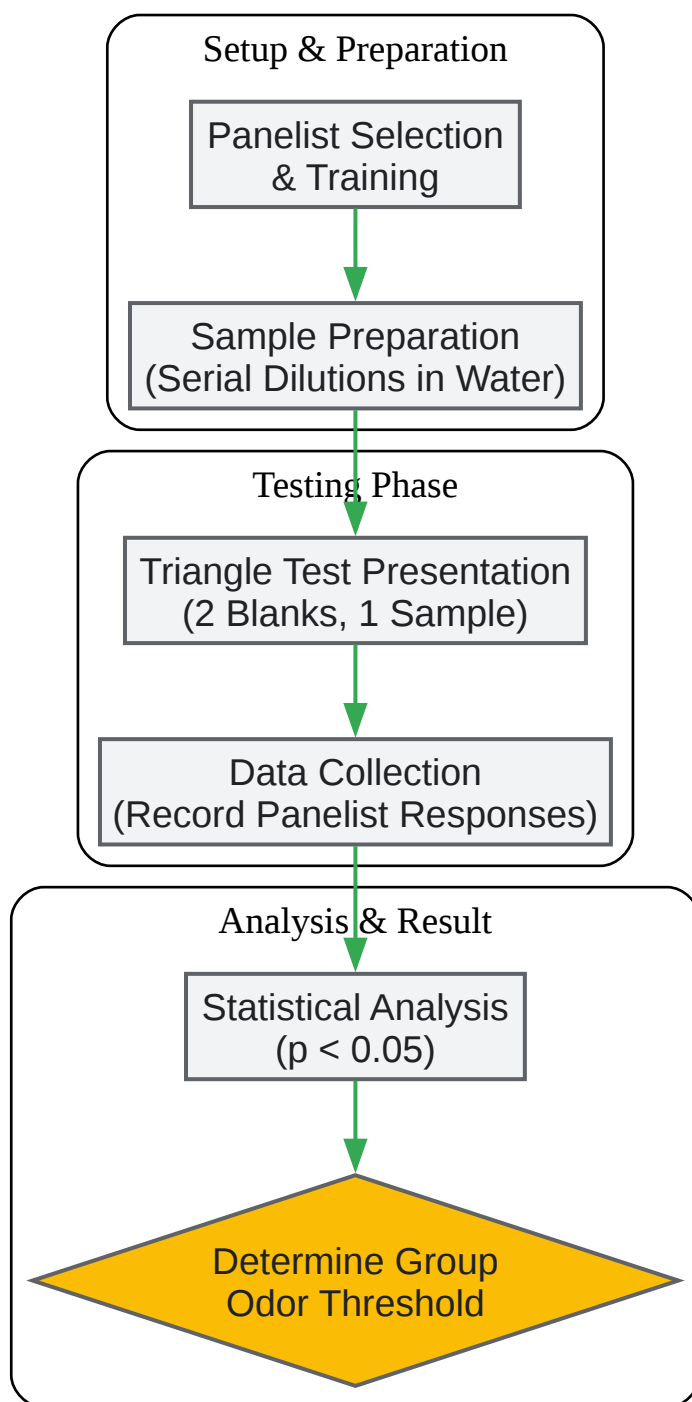 Setup & Preparation
Panelist Selection
& Training
Sample Preparation
(Serial Dilutions in Water)
Testing Phase
Triangle Test Presentation
(2 Blanks, 1 Sample)
Data Collection
(Record Panelist Responses)
Analysis & Result
Statistical Analysis
(p < 0.05)
Determine Group
Odor Threshold